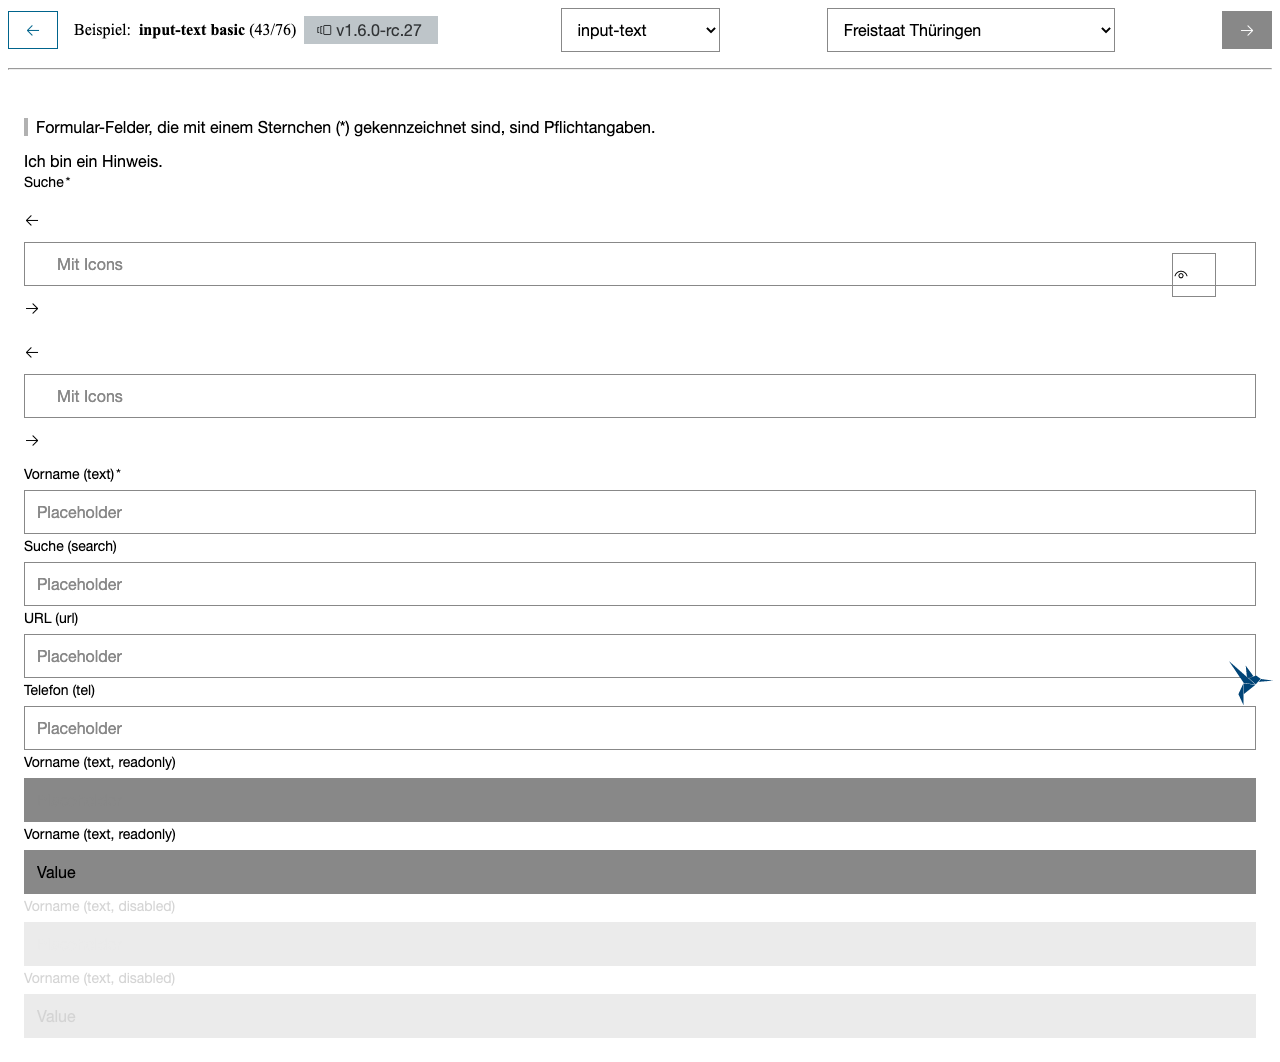 Beispiel: input-text basic (43/76) v1.6.0-rc.27 input-text Freistaat Thüringen
Formular-Felder, die mit einem Sternchen (*) gekennzeichnet sind, sind Pflichtangaben.
Ich bin ein Hinweis.
Suche*
Mit Icons
Mit Icons
Vorname (text)*
Placeholder
Suche (search)
Placeholder
URL (url)
Placeholder
Telefon (tel)
Placeholder
Vorname (text, readonly)
Vorname (text, readonly)
Value
Vorname (text, disabled)
Vorname (text, disabled)
Value